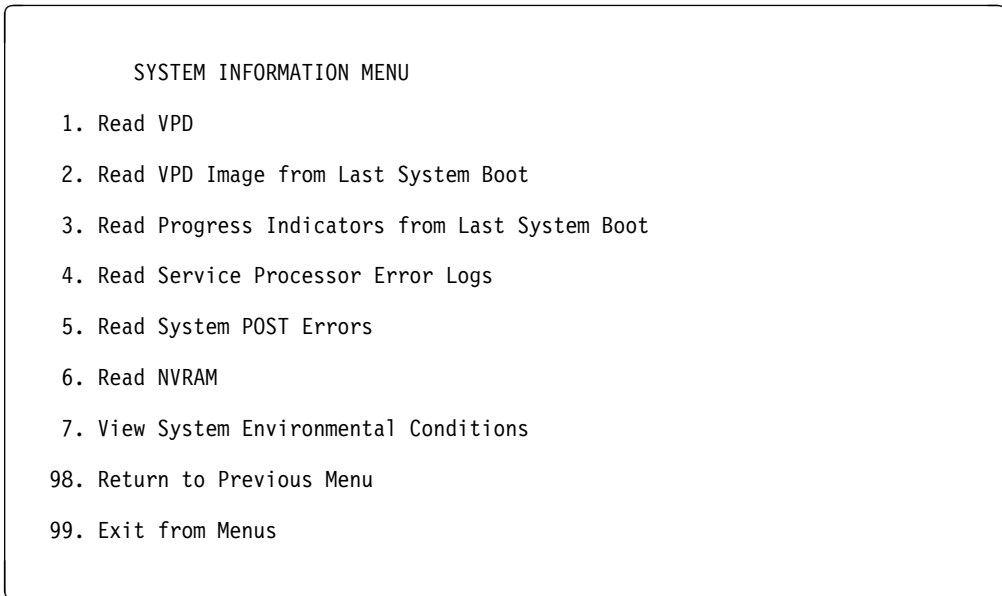 SYSTEM INFORMATION MENU
1. Read VPD
2. Read VPD Image from Last System Boot
3. Read Progress Indicators from Last System Boot
4. Read Service Processor Error Logs
5. Read System POST Errors
6. Read NVRAM
7. View System Environmental Conditions
98. Return to Previous Menu
99. Exit from Menus